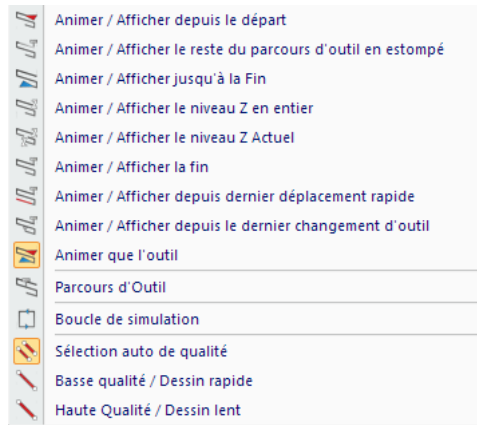 Animer / Afficher depuis le départ
Animer / Afficher le reste du parcours d'outil en estompé
Animer / Afficher jusqu'à la Fin
Animer / Afficher le niveau Z en entier
Animer / Afficher le niveau Z Actuel
Animer / Afficher la fin
Animer / Afficher depuis dernier déplacement rapide
Animer / Afficher depuis le dernier changement d'outil
Animer que l'outil
Parcours d'Outil
Boucle de simulation
Sélection auto de qualité
Basse qualité / Dessin rapide
Haute Qualité / Dessin lent